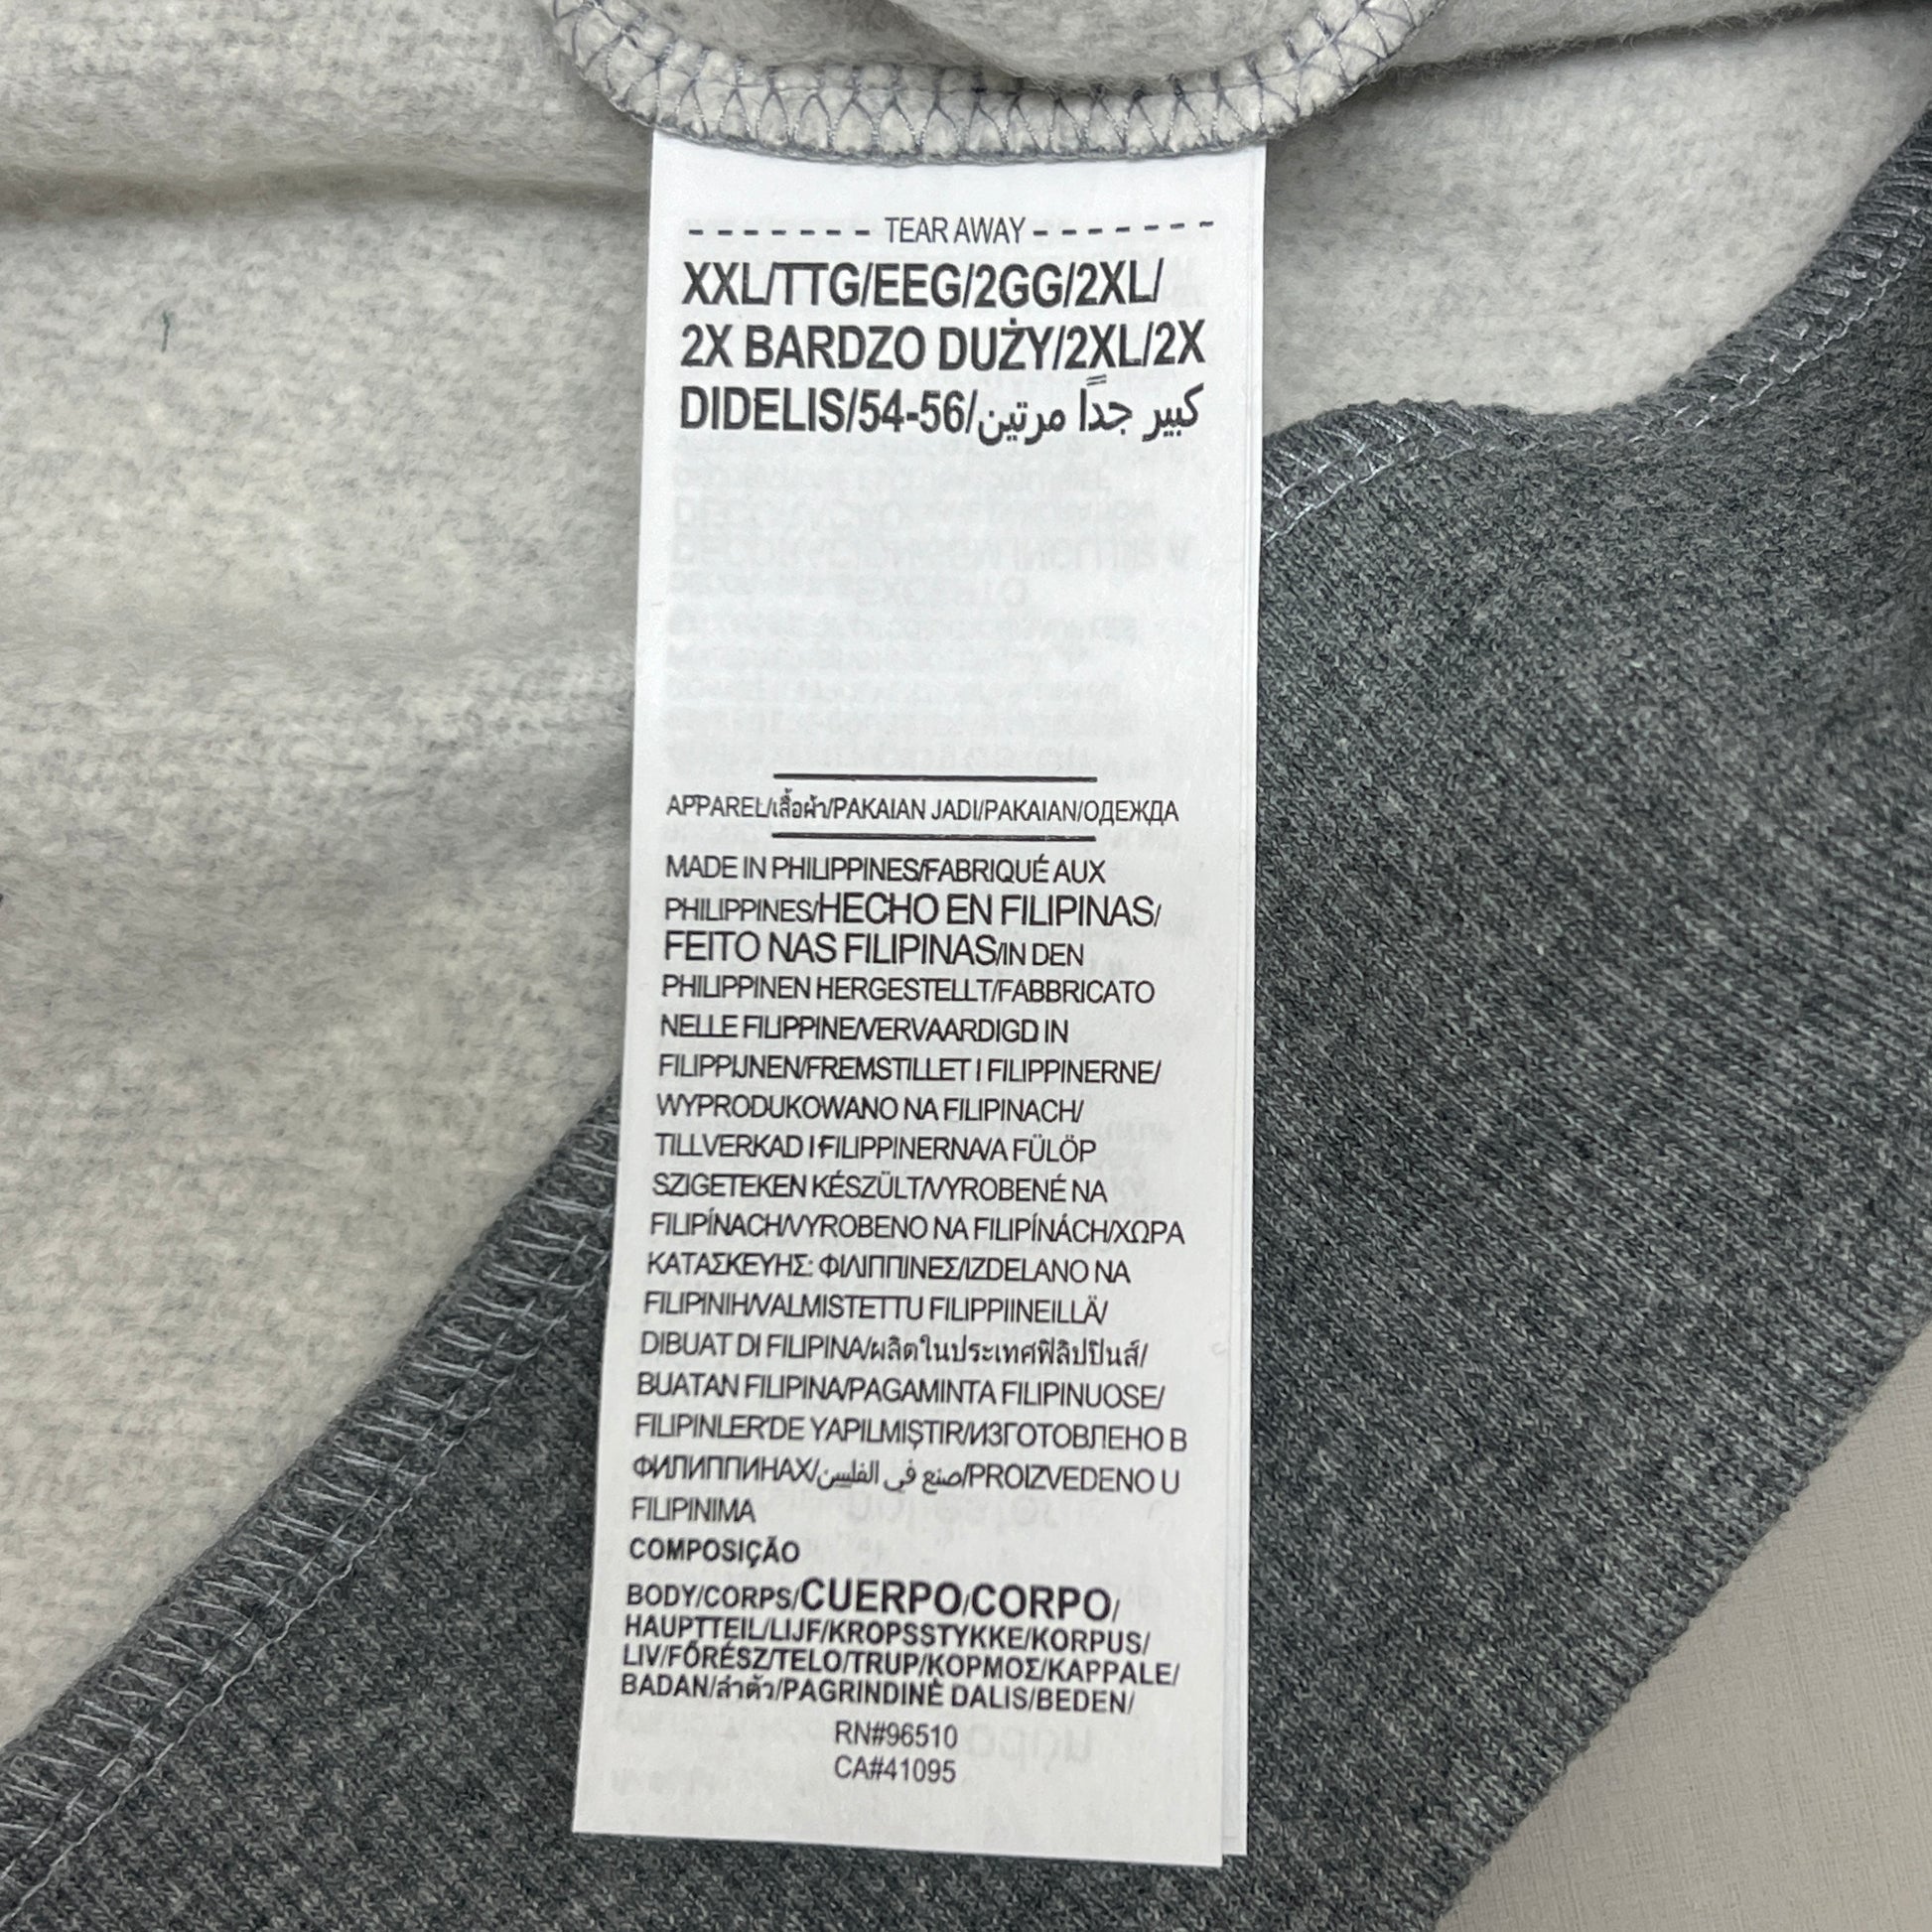 ------- TEAR AWAY -------
XXL/TTG/EEG/2GG/2XL/
2X BARDZO DUŻY/2XL/2X
DIDELIS/54-56/كبير جداً مرتين
APPAREL/เสื้อผ้า/PAKAIAN JADI/PAKAIAN/ОДЕЖДА
MADE IN PHILIPPINES/FABRIQUÉ AUX
PHILIPPINES/HECHO EN FILIPINAS/
FEITO NAS FILIPINAS/IN DEN
PHILIPPINEN HERGESTELLT/FABBRICATO
NELLE FILIPPINE/VERVAARDIGD IN
FILIPPIJNEN/FREMSTILLET I FILIPPINERNE/
WYPRODUKOWANO NA FILIPINACH/
TILLVERKAD I FILIPPINERNA/A FÜLÖP
SZIGETEKEN KÉSZÜLT/VYROBENÉ NA
FILIPÍNACH/VYROBENO NA FILIPÍNÁCH/ΧΩΡΑ
ΚΑΤΑΣΚΕΥΗΣ: ΦΙΛΙΠΠΙΝΕΣ/IZDELANO NA
FILIPINIH/VALMISTETTU FILIPPIINEILLÄ/
DIBUAT DI FILIPINA/ผลิตในประเทศฟิลิปปินส์/
BUATAN FILIPINA/PAGAMINTA FILIPINUOSE/
FILIPINLER'DE YAPILMIŞTIR/ИЗГОТОВЛЕНО В
ФИЛИППИНАХ/صنع في الفلبين/PROIZVEDENO U
FILIPINIMA
COMPOSIÇÃO
BODY/CORPS/CUERPO/CORPO/
HAUPTTEIL/LIJF/KROPSSTYKKE/KORPUS/
LIV/FŐRÉSZ/TELO/TRUP/ΚΟΡΜΟΣ/KAPPALE/
BADAN/ลำตัว/PAGRINDINĖ DALIS/BEDEN/
RN#96510
CA#41095